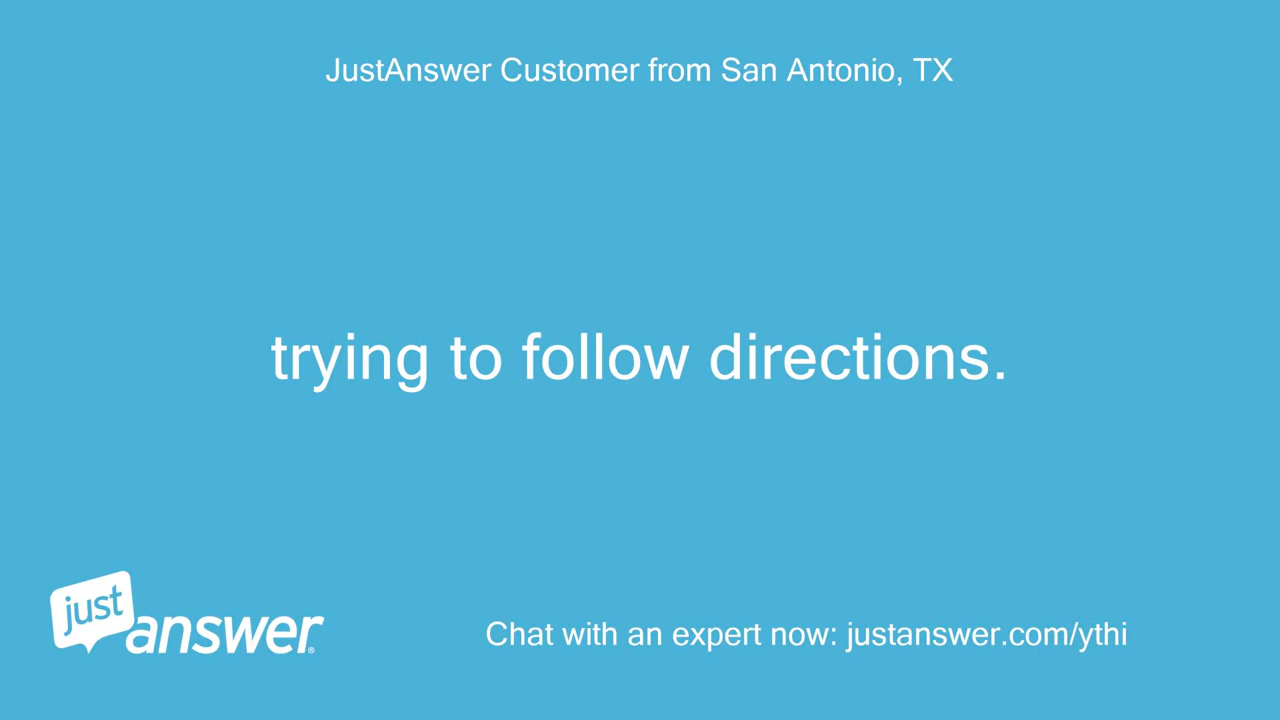 JustAnswer Customer from San Antonio, TX
trying to follow directions.
just
answer®
Chat with an expert now: justanswer.com/ythi